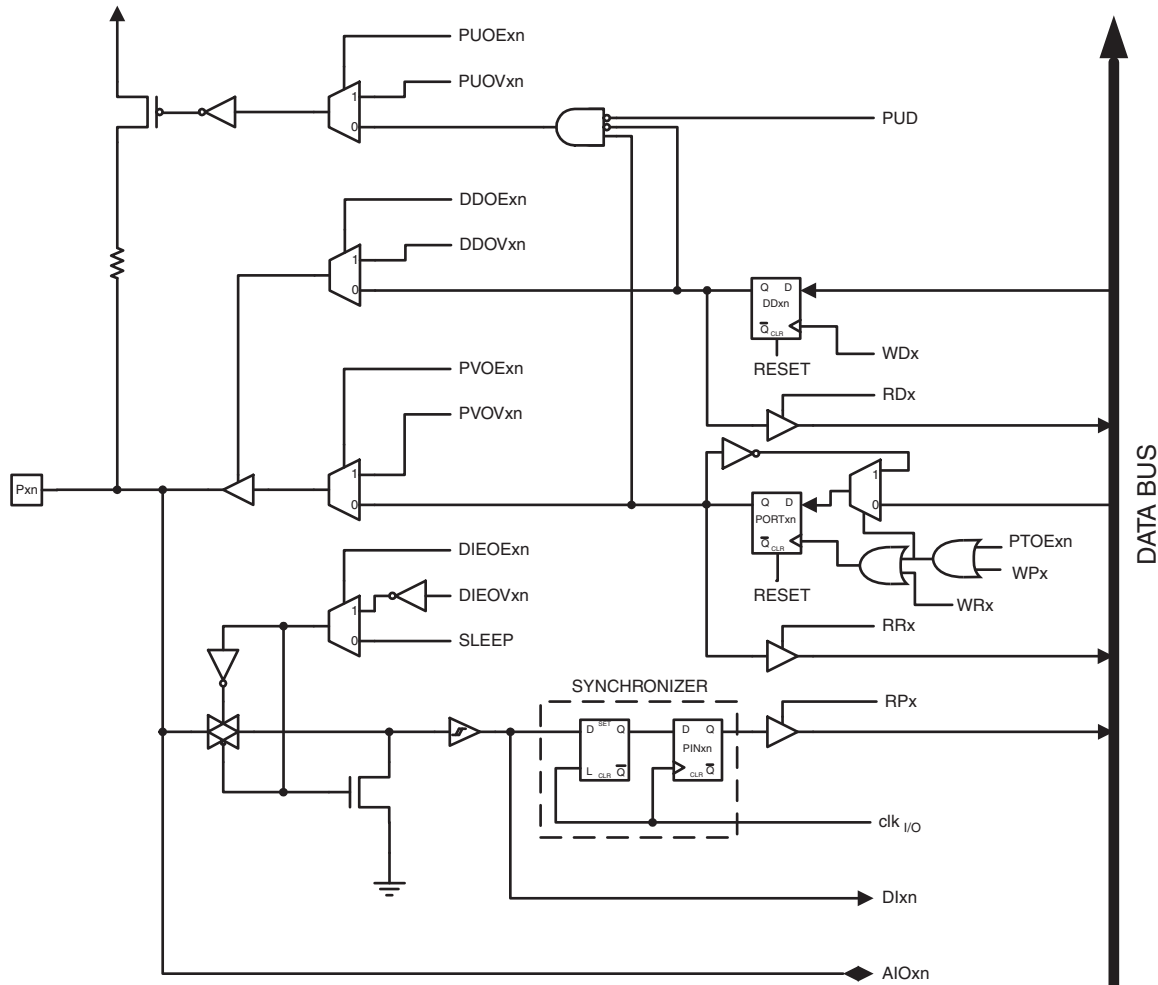 PUOExn
PUOVxn
1
0
PUD
DDOExn
DDOVxn
1
0
Q D
DDxn
Q CLR
WDx
RESET
RDx
PVOExn
PVOVxn
1
0
Pxn
1
0
Q D
PORTxn
Q CLR
PTOExn
WPx
RESET
WRx
DIEOExn
DIEOVxn
1
0
SLEEP
RRx
SYNCHRONIZER
RPx
D SET Q
L CLR Q
D Q
PINxn
CLR Q
clk I/O
DIxn
AIOxn
DATA BUS